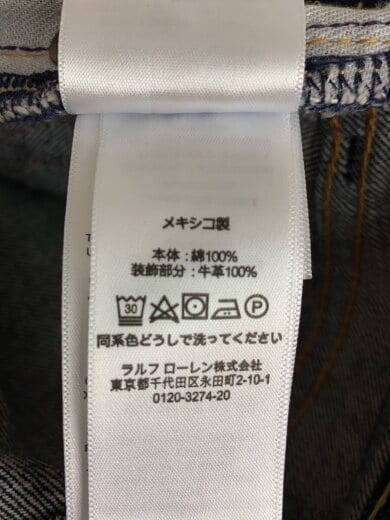 メキシコ製
本体 : 綿100%
装飾部分 : 牛革100%
30 P
同系色どうしで洗ってください
ラルフ ローレン株式会社
東京都千代田区永田町2-10-1
0120-3274-20